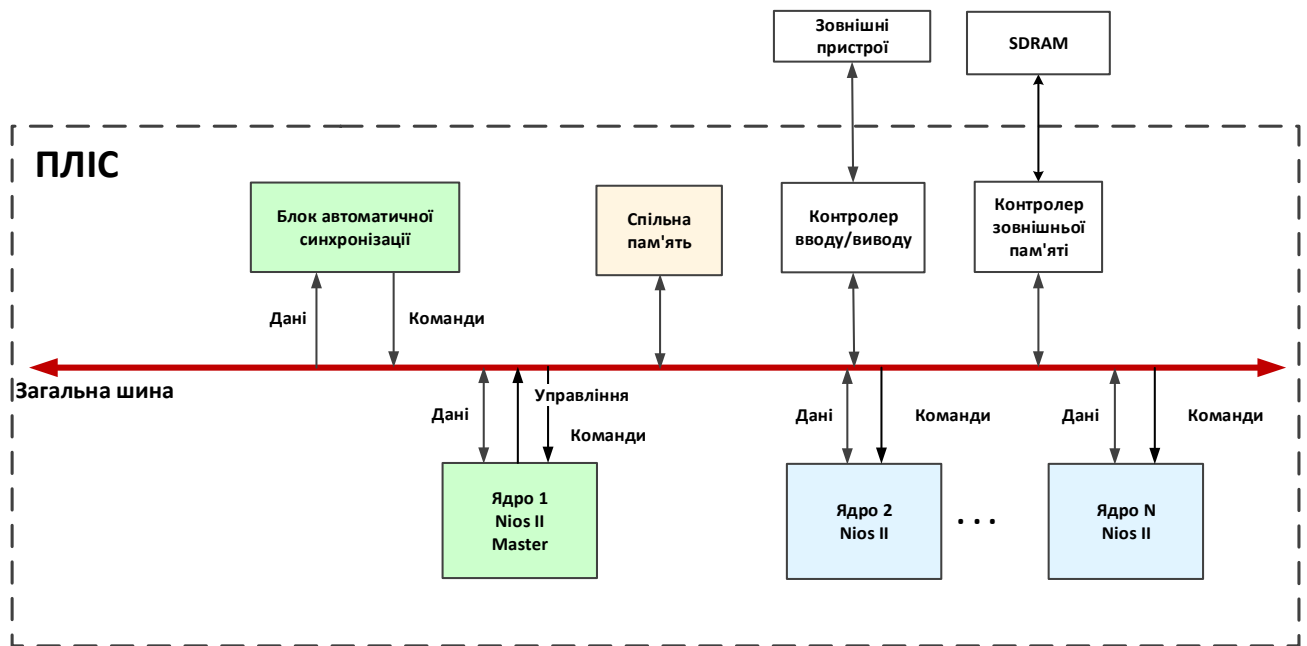 Зовнішні
пристрої
SDRAM
ПЛІС
Блок автоматичної
синхронізації
Спільна
пам'ять
Контролер
вводу/виводу
Контролер
зовнішньої
пам'яті
Дані
Команди
Загальна шина
Дані
Управління
Команди
Дані
Команди
Дані
Команди
Ядро 1
Nios II
Master
Ядро 2
Nios II
. . .
Ядро N
Nios II